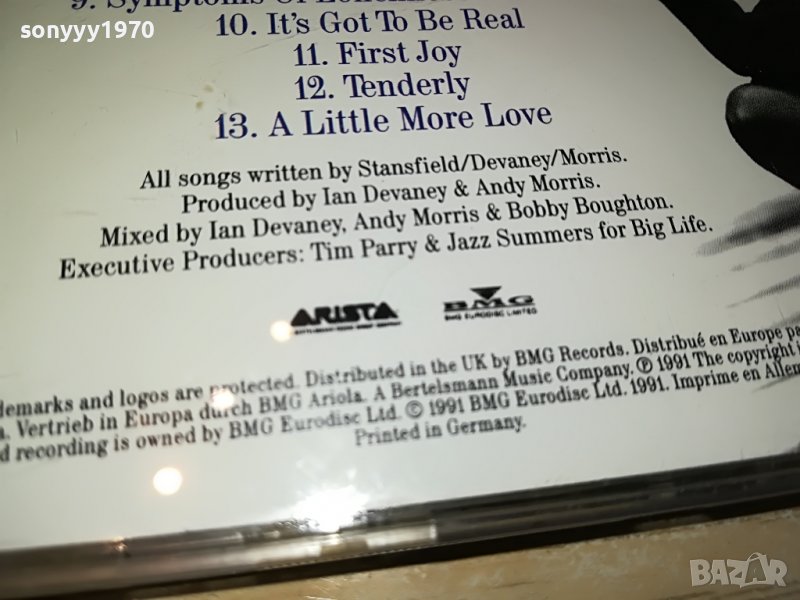 9. Symptoms Of
sonyyy1970
10. It's Got To Be Real
11. First Joy
12. Tenderly
13. A Little More Love
All songs written by Stansfield/Devaney/Morris.
Produced by Ian Devaney & Andy Morris.
Mixed by Ian Devaney, Andy Morris & Bobby Boughton.
Executive Producers: Tim Parry & Jazz Summers for Big Life.
ARISTA
BMG
BMG EURODISC LIMITED
demarks and logos are protected. Distributed in the UK by BMG Records. Distribué en Europe pa
a. Vertrieb in Europa durch BMG Ariola. A Bertelsmann Music Company. ℗ 1991 The copyright i
d recording is owned by BMG Eurodisc Ltd. © 1991 BMG Eurodisc Ltd. 1991. Imprime en Allem
Printed in Germany.
BAZAR